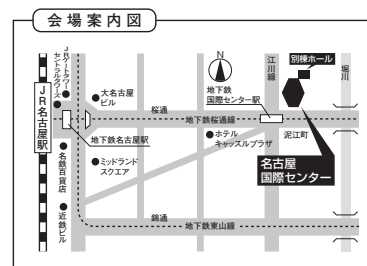 会場案内図
N
JRゲートタワー
セントラルタワーズ
JR名古屋駅
大名古屋
ビル
桜通
地下鉄
国際センター駅
江川線
別棟ホール
堀川
地下鉄桜通線
地下鉄名古屋駅
ホテル
キャッスルプラザ
泥江町
名古屋
国際センター
名鉄百貨店
ミッドランド
スクエア
近鉄ビル
錦通
地下鉄東山線